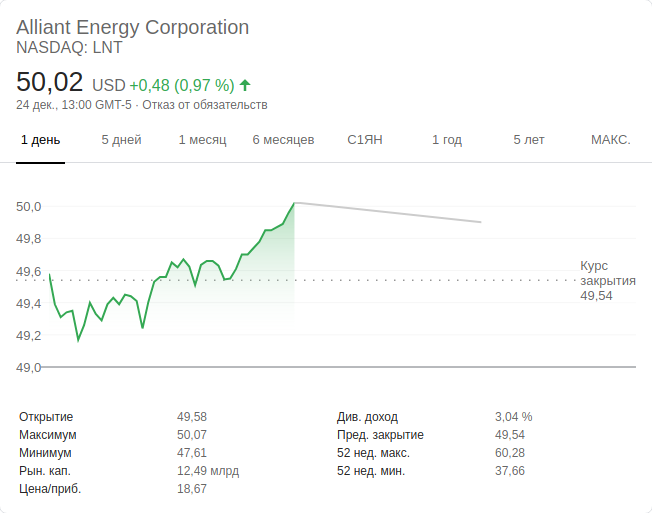 Alliant Energy Corporation
NASDAQ: LNT
50,02 USD +0,48 (0,97 %)
24 дек., 13:00 GMT-5 · Отказ от обязательств
1 день 5 дней 1 месяц 6 месяцев С1ЯН 1 год 5 лет МАКС.
50,0
49,8
49,6
49,4
49,2
49,0
Курс
закрытия
49,54
Открытие 49,58
Максимум 50,07
Минимум 47,61
Рын. кап. 12,49 млрд
Цена/приб. 18,67
Див. доход 3,04 %
Пред. закрытие 49,54
52 нед. макс. 60,28
52 нед. мин. 37,66